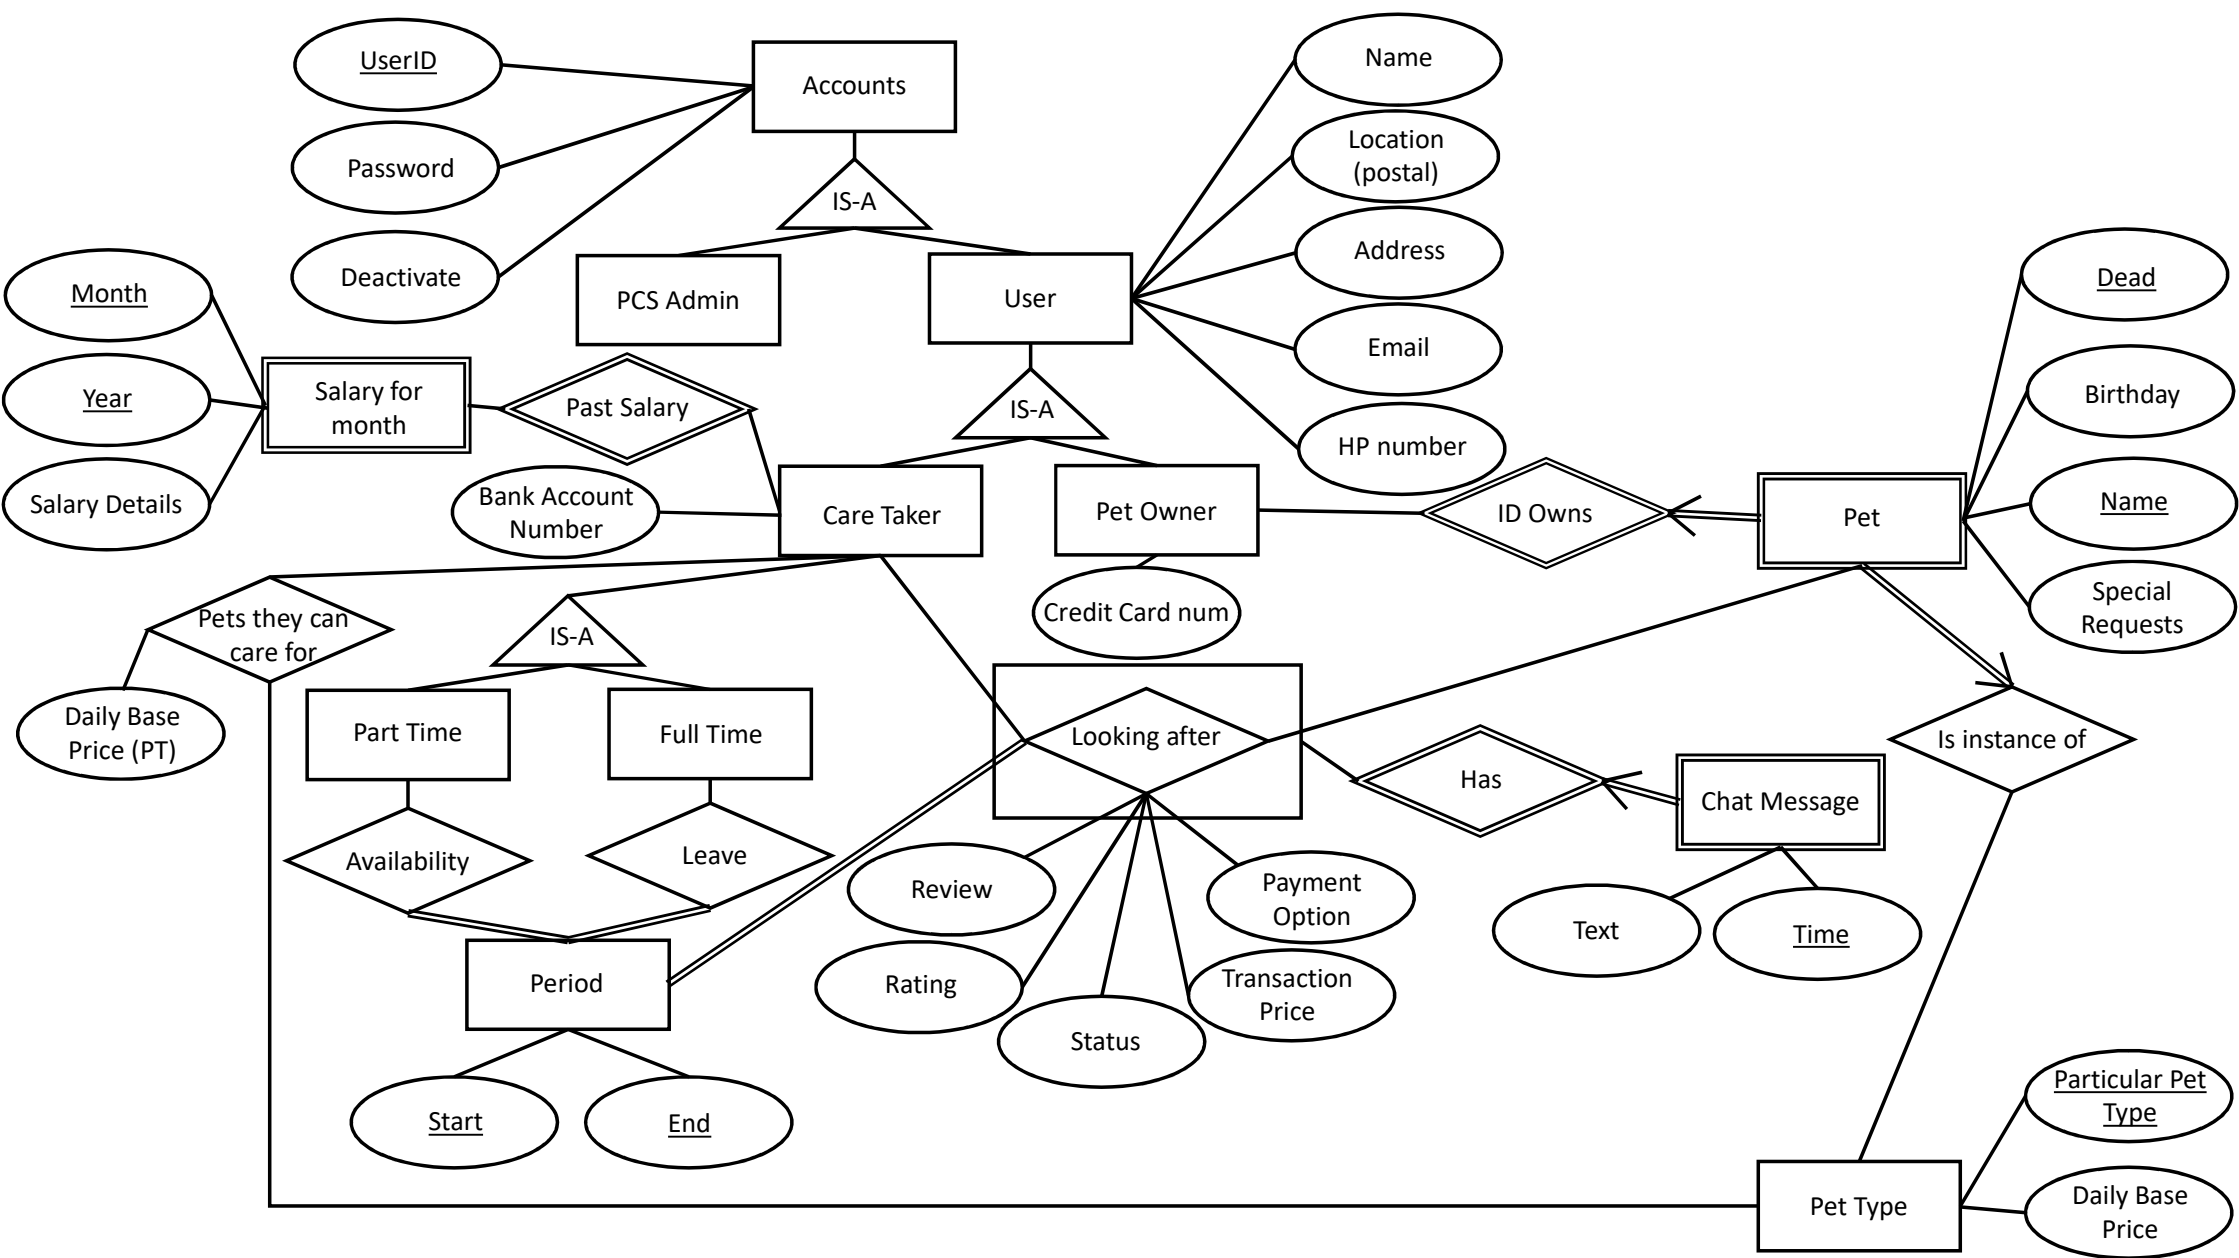 UserID
Accounts
Name
Password
Location
(postal)
IS-A
Deactivate
Address
Month
PCS Admin
User
Dead
Email
Year
Salary for
month
Past Salary
IS-A
Birthday
HP number
Salary Details
Bank Account
Number
Care Taker
Pet Owner
ID Owns
Pet
Name
Pets they can
care for
IS-A
Credit Card num
Special
Requests
Daily Base
Price (PT)
Part Time
Full Time
Looking after
Has
Chat Message
Is instance of
Availability
Leave
Review
Payment
Option
Text
Time
Period
Rating
Status
Transaction
Price
Start
End
Particular Pet
Type
Pet Type
Daily Base
Price